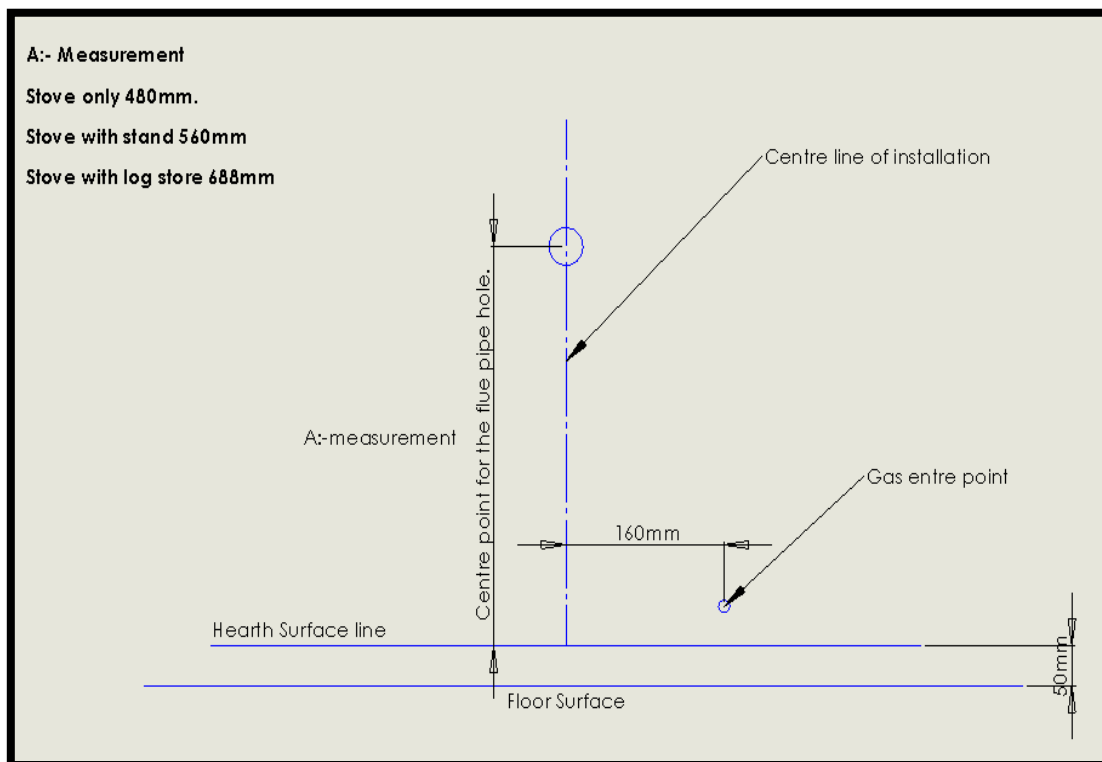 A:- Measurement
Stove only 480mm.
Stove with stand 560mm
Stove with log store 688mm
Centre line of installation
Centre point for the flue pipe hole.
A:-measurement
Gas entre point
160mm
Hearth Surface line
50mm
Floor Surface